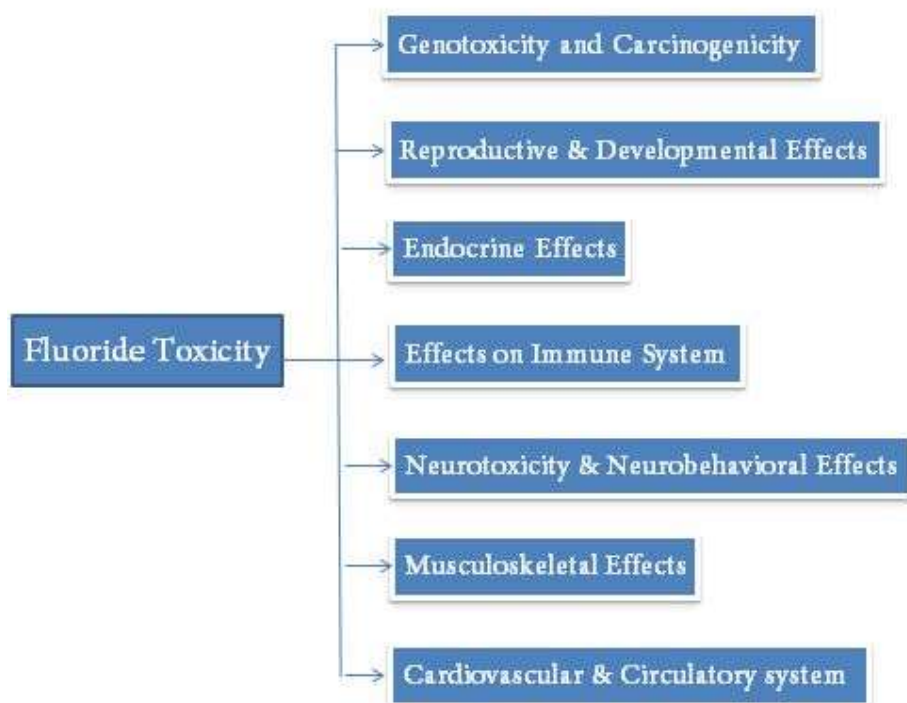 Genotoxicity and Carcinogenicity
Reproductive & Developmental Effects
Endocrine Effects
Fluoride Toxicity
Effects on Immune System
Neurotoxicity & Neurobehavioral Effects
Musculoskeletal Effects
Cardiovascular & Circulatory system